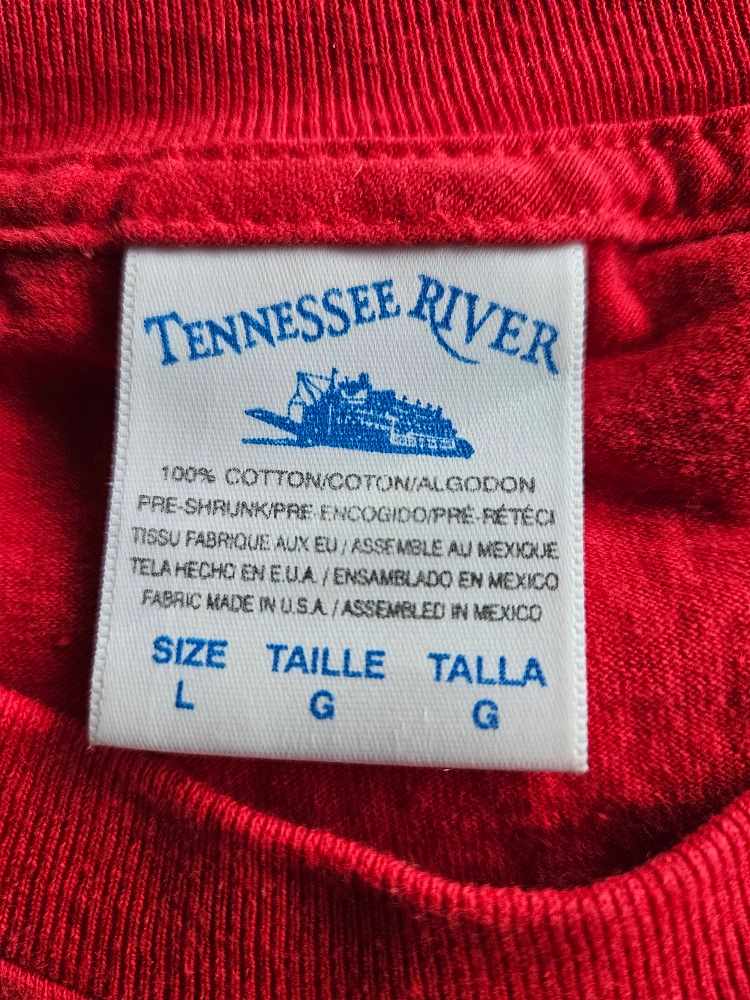 TENNESSEE RIVER
100% COTTON/COTON/ALGODON
PRE-SHRUNK/PRE-ENCOGIDO/PRÉ-RÉTÉCI
TISSU FABRIQUE AUX EU / ASSEMBLE AU MEXIQUE
TELA HECHO EN E.U.A. / ENSAMBLADO EN MEXICO
FABRIC MADE IN U.S.A. / ASSEMBLED IN MEXICO
SIZE TAILLE TALLA
L G G